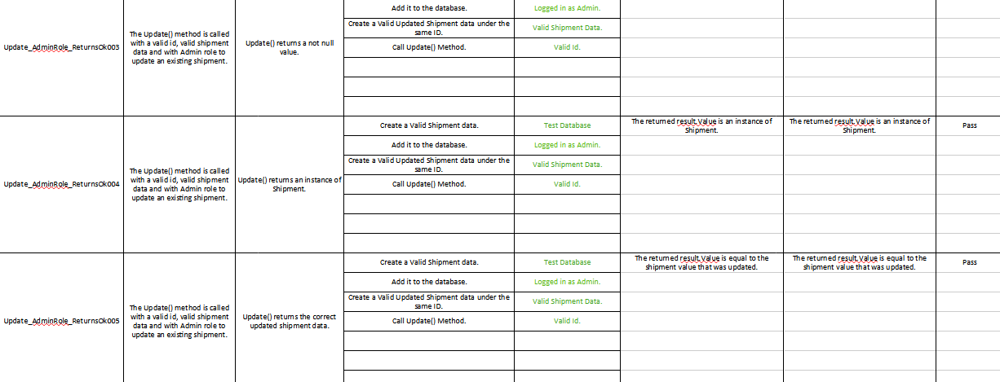 Add it to the database.
Logged in as Admin.
Update_AdminRole_ReturnsOk003
The Update() method is called
with a valid id, valid shipment
data and with Admin role to
update an existing shipment.
Update() returns a not null
value.
Create a Valid Updated Shipment data under the
same ID.
Valid Shipment Data.
Call Update() Method.
Valid Id.
Update_AdminRole_ReturnsOk004
The Update() method is called
with a valid id, valid shipment
data and with Admin role to
update an existing shipment.
Update() returns an instance of
Shipment.
Create a Valid Shipment data.
Test Database
The returned result.Value is an instance of
Shipment.
The returned result.Value is an instance of
Shipment.
Pass
Add it to the database.
Logged in as Admin.
Create a Valid Updated Shipment data under the
same ID.
Valid Shipment Data.
Call Update() Method.
Valid Id.
Update_AdminRole_ReturnsOk005
The Update() method is called
with a valid id, valid shipment
data and with Admin role to
update an existing shipment.
Update() returns the correct
updated shipment data.
Create a Valid Shipment data.
Test Database
The returned result.Value is equal to the
shipment value that was updated.
The returned result.Value is equal to the
shipment value that was updated.
Pass
Add it to the database.
Logged in as Admin.
Create a Valid Updated Shipment data under the
same ID.
Valid Shipment Data.
Call Update() Method.
Valid Id.